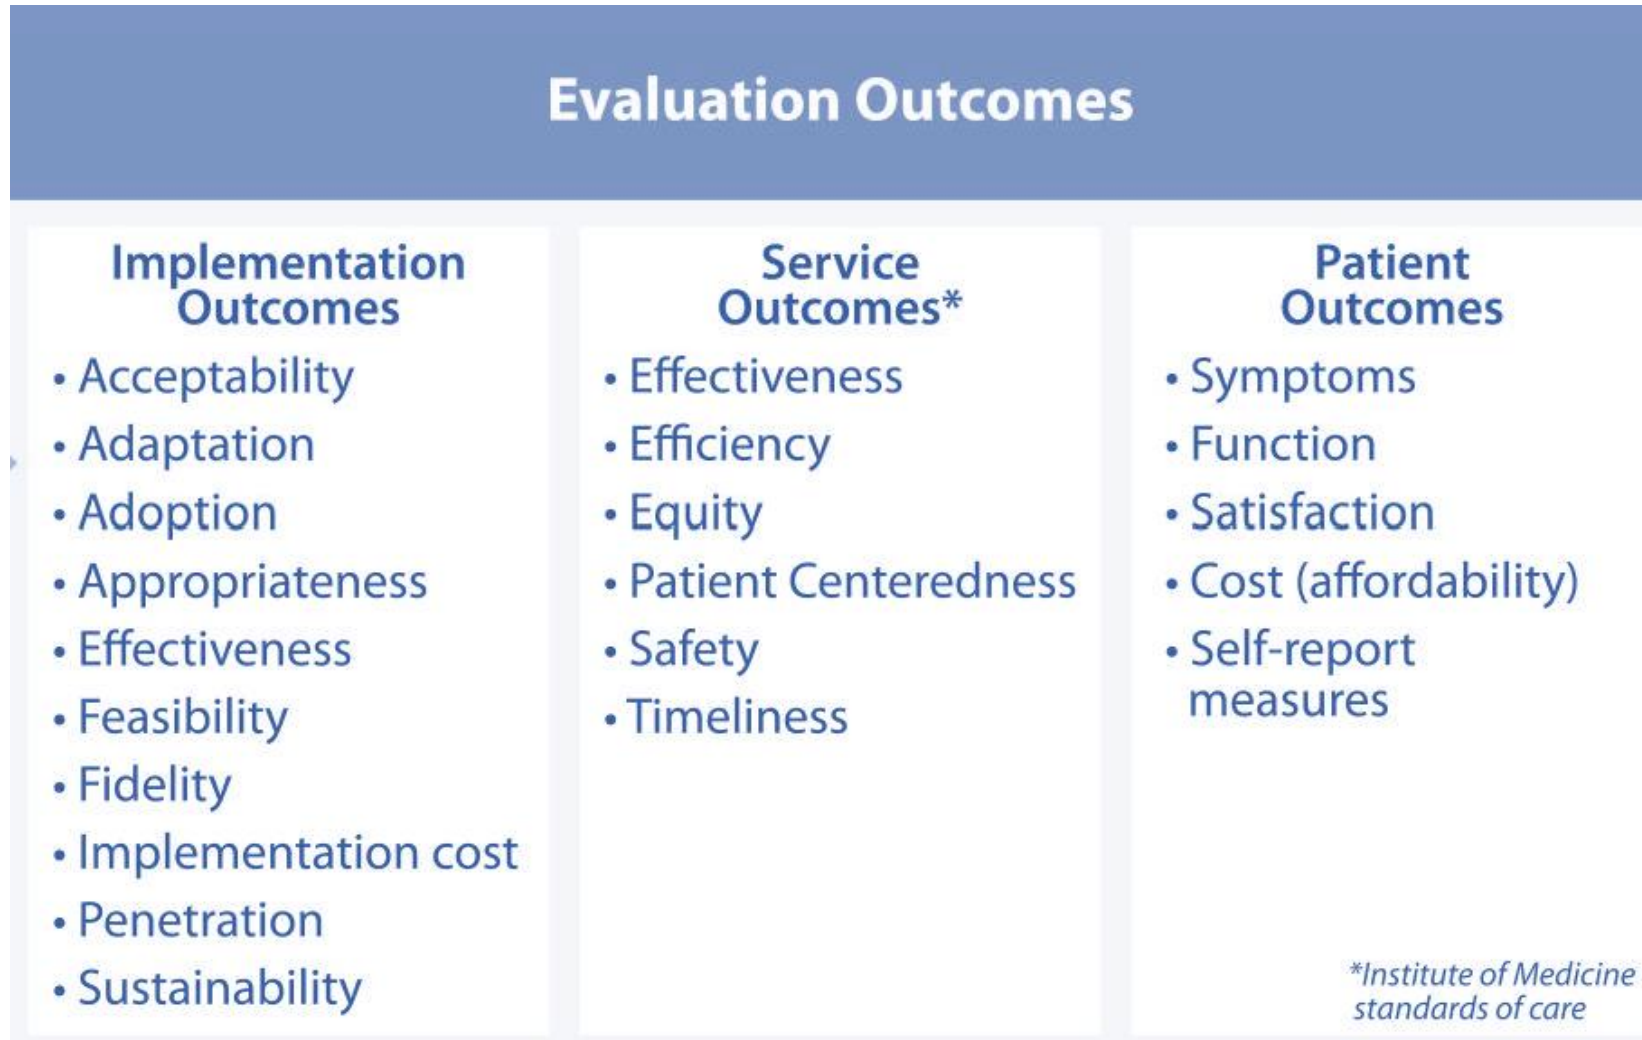 Evaluation Outcomes
Implementation
Outcomes
• Acceptability
• Adaptation
• Adoption
• Appropriateness
• Effectiveness
• Feasibility
• Fidelity
• Implementation cost
• Penetration
• Sustainability
Service
Outcomes*
• Effectiveness
• Efficiency
• Equity
• Patient Centeredness
• Safety
• Timeliness
Patient
Outcomes
• Symptoms
• Function
• Satisfaction
• Cost (affordability)
• Self-report
measures
*Institute of Medicine
standards of care